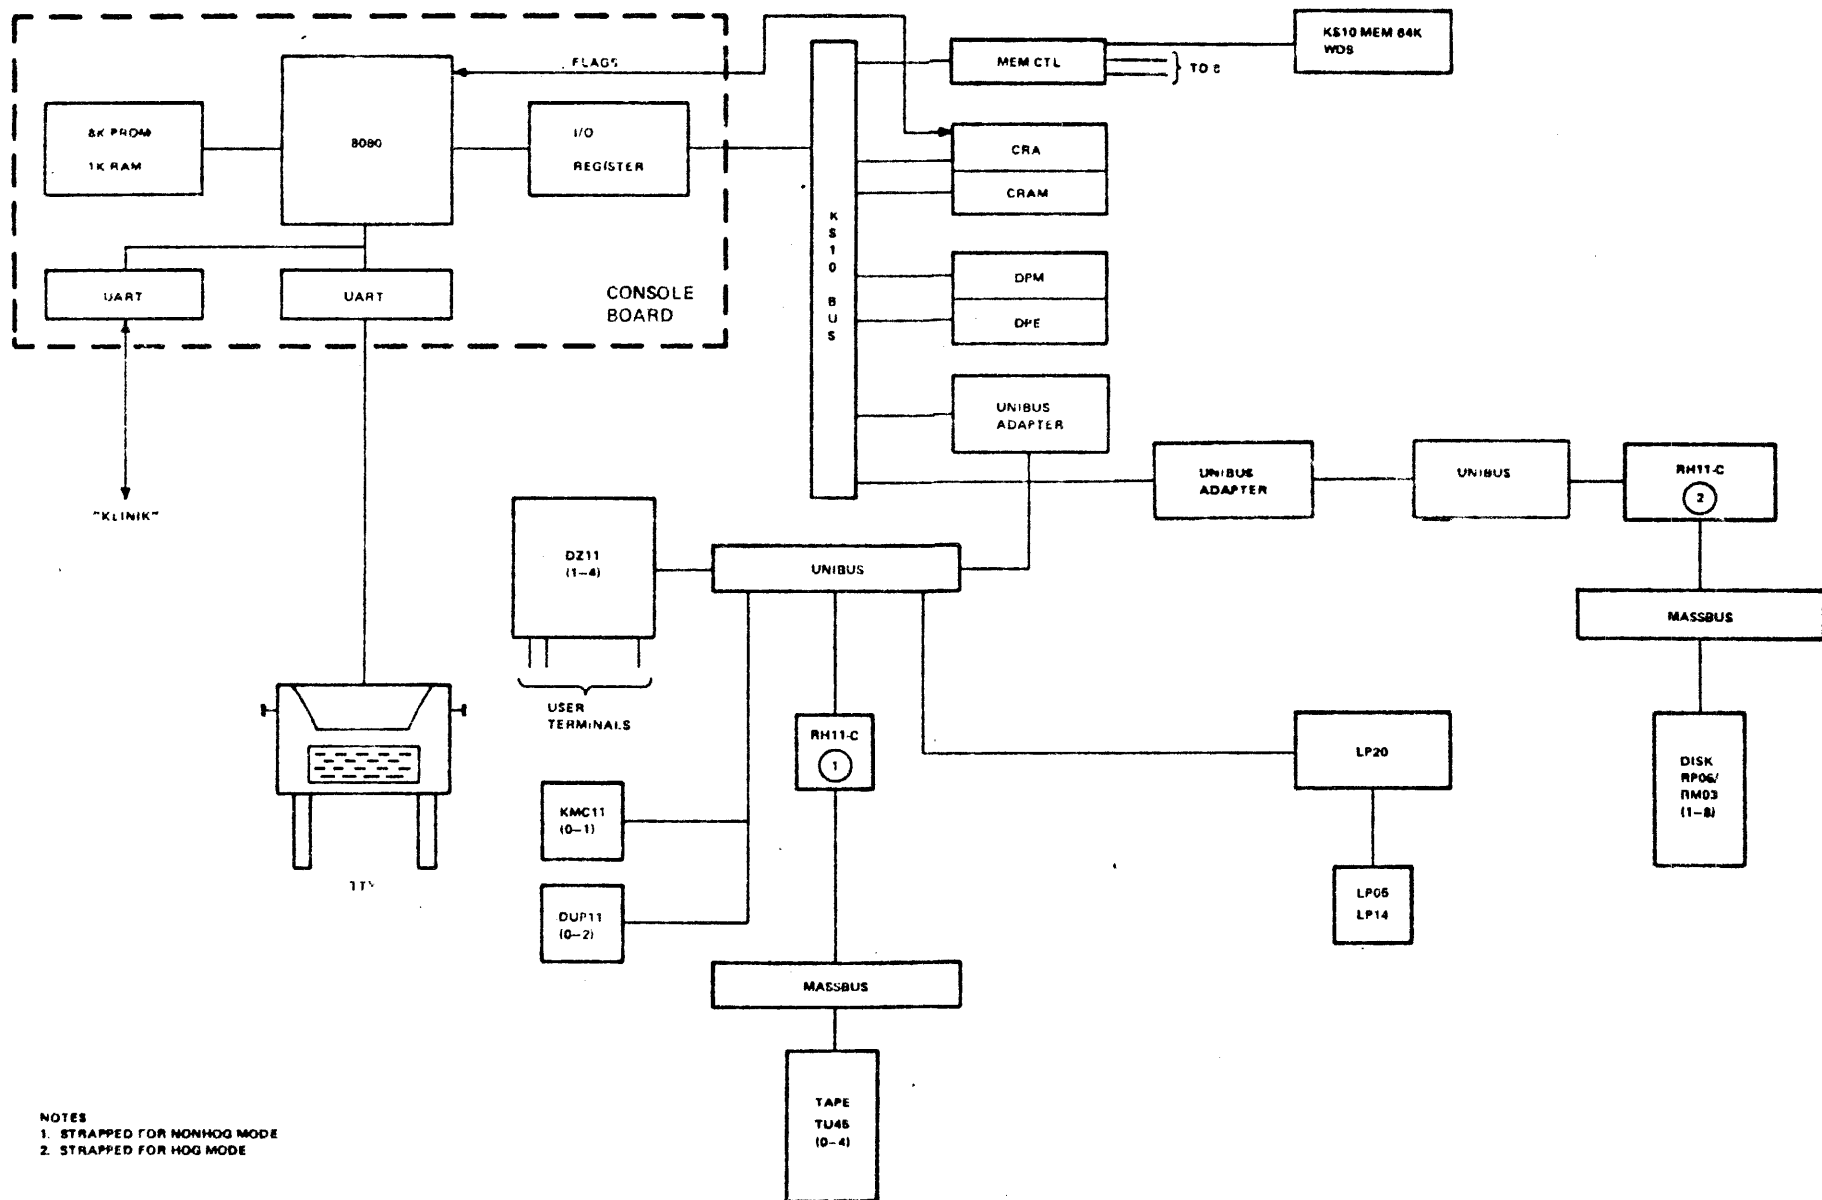 FLAGS
8K PROM
1K RAM
8080
I/O
REGISTER
UART
UART
CONSOLE
BOARD
"KLINIK"
TTY
KS10 BUS
MEM CTL
TO 8
KS10 MEM 64K
WDS
CRA
CRAM
DPM
DPE
UNIBUS
ADAPTER
UNIBUS
ADAPTER
UNIBUS
RH11-C
2
MASSBUS
DISK
RP06/
RM03
(1-8)
DZ11
(1-4)
USER
TERMINALS
UNIBUS
RH11-C
1
KMC11
(0-1)
DUP11
(0-2)
LP20
LP05
LP14
MASSBUS
TAPE
TU45
(0-4)
NOTES
1. STRAPPED FOR NONHOG MODE
2. STRAPPED FOR HOG MODE